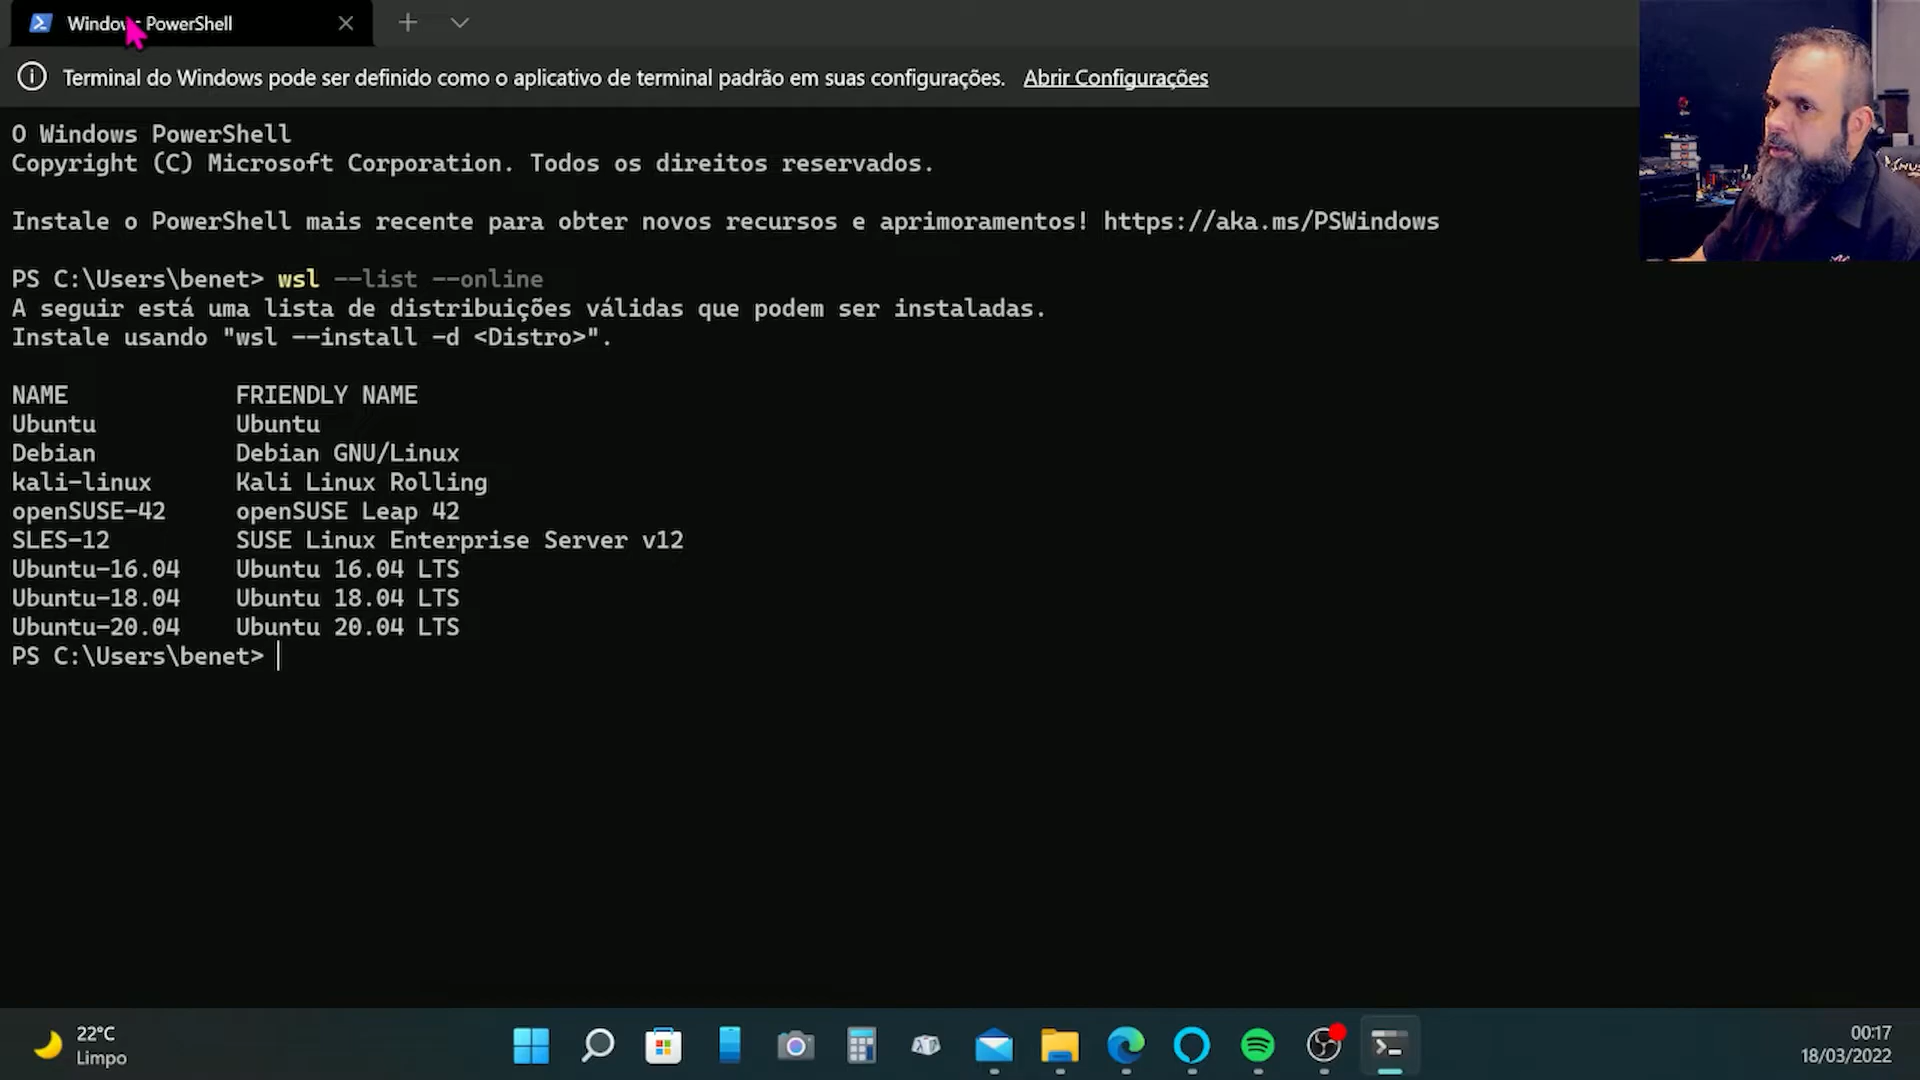 Windows PowerShell
Terminal do Windows pode ser definido como o aplicativo de terminal padrão em suas configurações. Abrir Configurações
O Windows PowerShell
Copyright (C) Microsoft Corporation. Todos os direitos reservados.
Instale o PowerShell mais recente para obter novos recursos e aprimoramentos! https://aka.ms/PSWindows
PS C:\Users\benet> wsl --list --online
A seguir está uma lista de distribuições válidas que podem ser instaladas.
Instale usando "wsl --install -d <Distro>".
NAME FRIENDLY NAME
Ubuntu Ubuntu
Debian Debian GNU/Linux
kali-linux Kali Linux Rolling
openSUSE-42 openSUSE Leap 42
SLES-12 SUSE Linux Enterprise Server v12
Ubuntu-16.04 Ubuntu 16.04 LTS
Ubuntu-18.04 Ubuntu 18.04 LTS
Ubuntu-20.04 Ubuntu 20.04 LTS
PS C:\Users\benet>
22°C
Limpo
00:17
18/03/2022